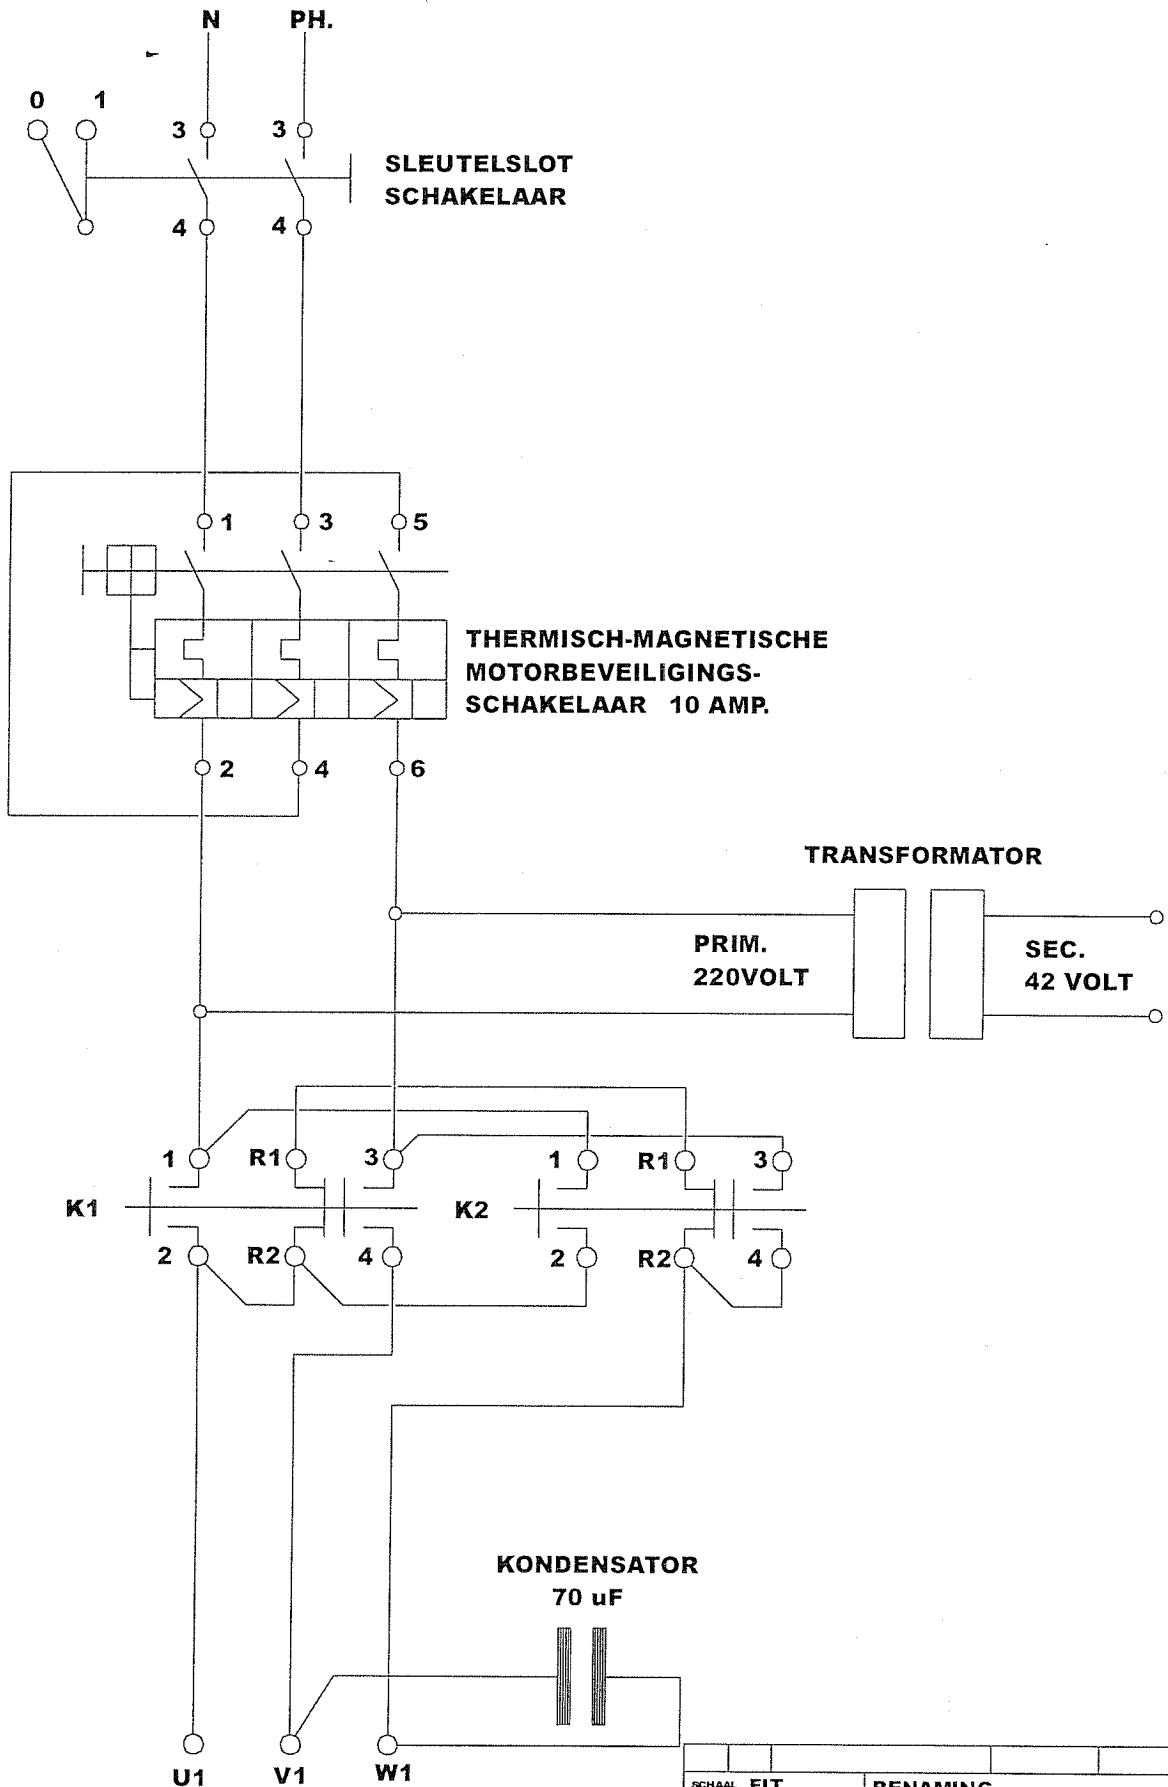 N PH.
0 1
3 3
SLEUTELSLOT
SCHAKELAAR
4 4
1 3 5
THERMISCH-MAGNETISCHE
MOTORBEVEILIGINGS-
SCHAKELAAR 10 AMP.
2 4 6
TRANSFORMATOR
PRIM.
220VOLT
SEC.
42 VOLT
1 R1 3 1 R1 3
K1 K2
2 R2 4 2 R2 4
KONDENSATOR
70 uF
U1 V1 W1
SCHAAL